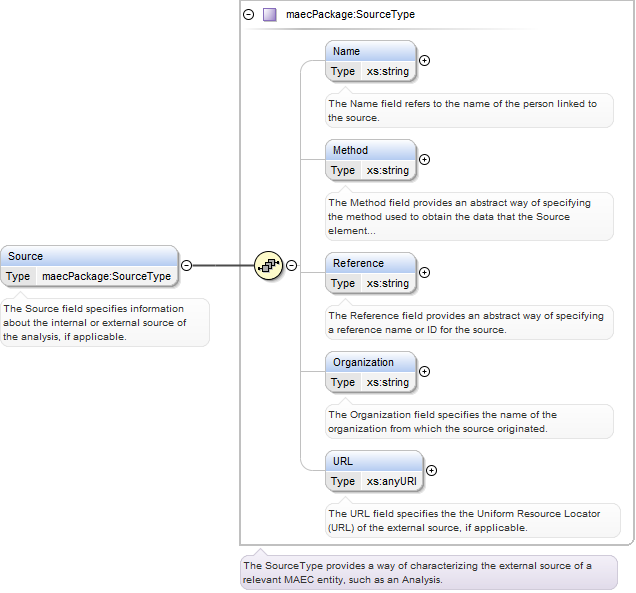 maecPackage:SourceType
Name
Type xs:string
The Name field refers to the name of the person linked to
the source.
Method
Type xs:string
The Method field provides an abstract way of specifying
the method used to obtain the data that the Source
element...
Source
Type maecPackage:SourceType
The Source field specifies information
about the internal or external source of
the analysis, if applicable.
Reference
Type xs:string
The Reference field provides an abstract way of specifying
a reference name or ID for the source.
Organization
Type xs:string
The Organization field specifies the name of the
organization from which the source originated.
URL
Type xs:anyURI
The URL field specifies the the Uniform Resource Locator
(URL) of the external source, if applicable.
The SourceType provides a way of characterizing the external source of a
relevant MAEC entity, such as an Analysis.